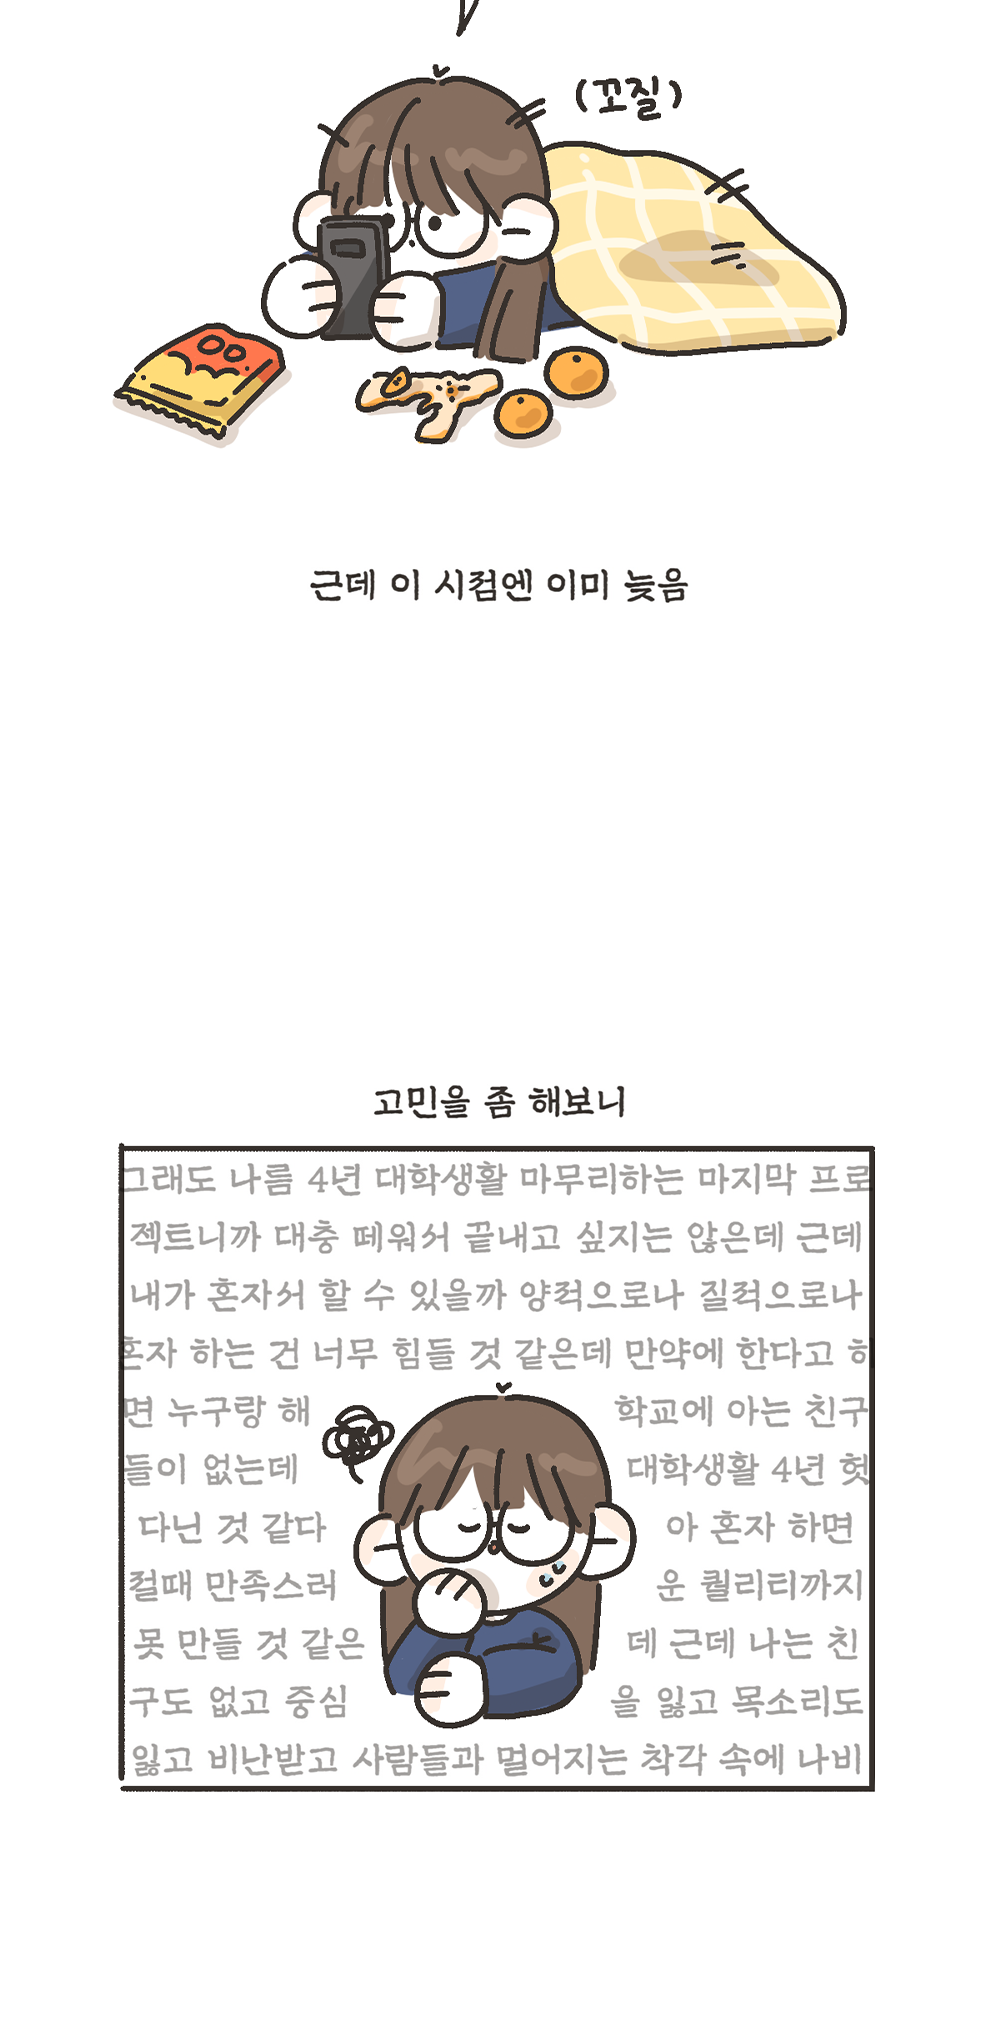 (꼬질)
근데 이 시점엔 이미 늦음
고민을 좀 해보니
그래도 나름 4년 대학생활 마무리하는 마지막 프로
젝트니까 대충 떼워서 끝내고 싶지는 않은데 근데
내가 혼자서 할 수 있을까 양적으로나 질적으로나
혼자 하는 건 너무 힘들 것 같은데 만약에 한다고 하
면 누구랑 해 학교에 아는 친구
들이 없는데 대학생활 4년 헛
다닌 것 같다 아 혼자 하면
절때 만족스러 운 퀄리티까지
못 만들 것 같은 데 근데 나는 친
구도 없고 중심 을 잃고 목소리도
잃고 비난받고 사람들과 멀어지는 착각 속에 나비